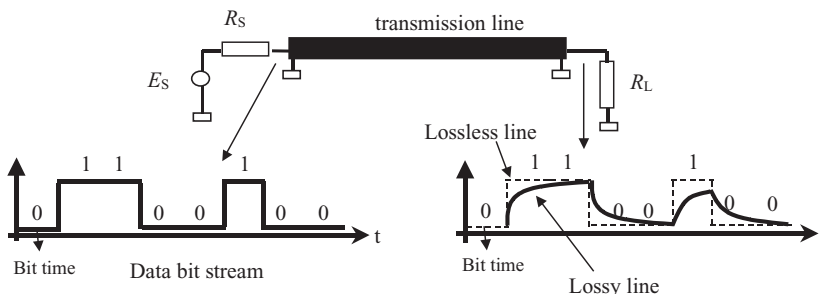 R_S
transmission line
E_S
R_L
Lossless line
1 1 1
0 0 0 0 0
t
Bit time
Data bit stream
1 1 1
0 0 0 0 0
Bit time
Lossy line